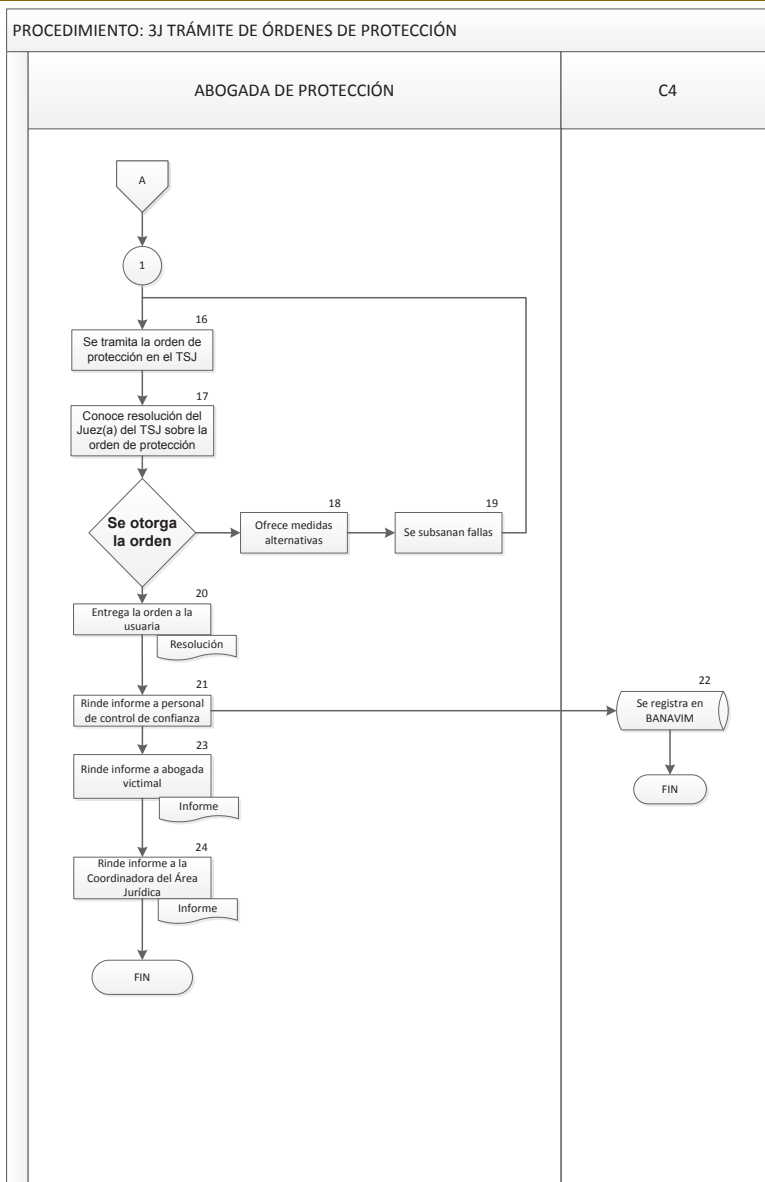 PROCEDIMIENTO: 3J TRÁMITE DE ÓRDENES DE PROTECCIÓN
ABOGADA DE PROTECCIÓN
C4
A
1
16
Se tramita la orden de
protección en el TSJ
17
Conoce resolución del
Juez(a) del TSJ sobre la
orden de protección
Se otorga
la orden
18
Ofrece medidas
alternativas
19
Se subsanan fallas
20
Entrega la orden a la
usuaria
Resolución
21
Rinde informe a personal
de control de confianza
22
Se registra en
BANAVIM
FIN
23
Rinde informe a abogada
victimal
Informe
24
Rinde informe a la
Coordinadora del Área
Jurídica
Informe
FIN